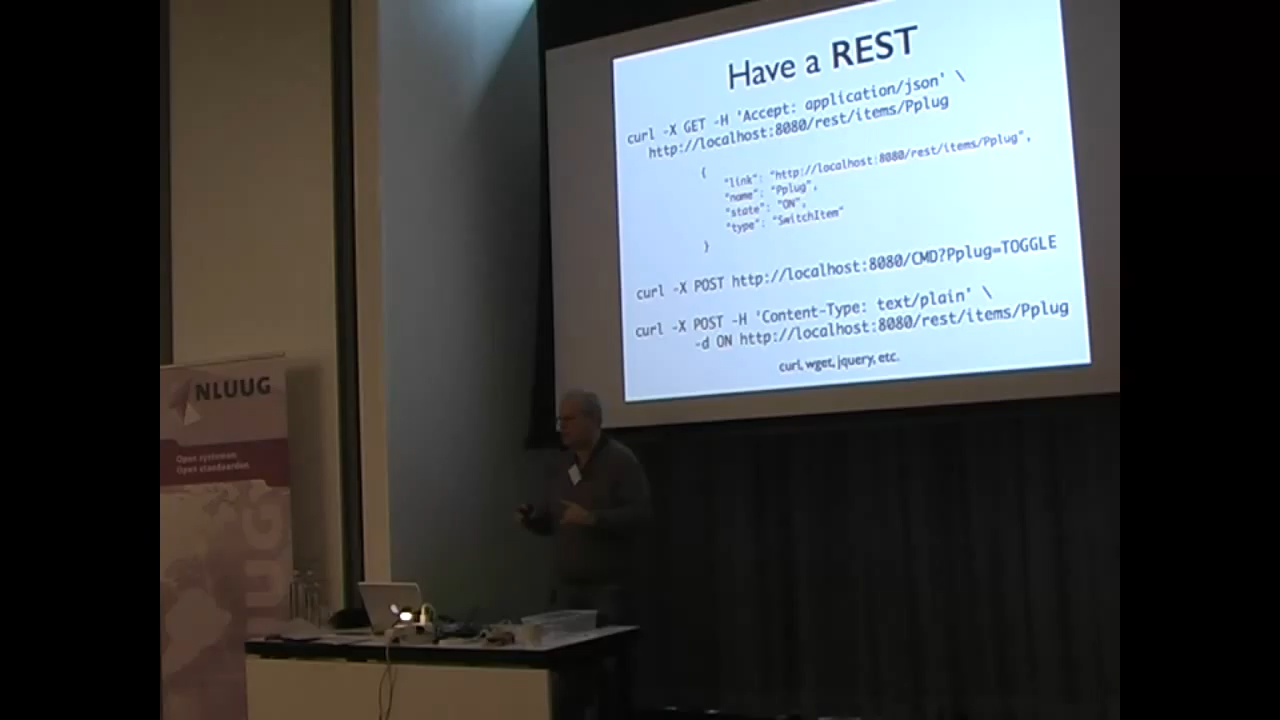 Have a REST
curl -X GET -H 'Accept: application/json' \
http://localhost:8080/rest/items/Pplug
{
"link": "http://localhost:8080/rest/items/Pplug",
"name": "Pplug",
"state": "ON",
"type": "SwitchItem"
}
curl -X POST http://localhost:8080/CMD?Pplug=TOGGLE
curl -X POST -H 'Content-Type: text/plain' \
-d ON http://localhost:8080/rest/items/Pplug
curl, wget, jquery, etc.
NLUUG
Open systemen
Open standaarden